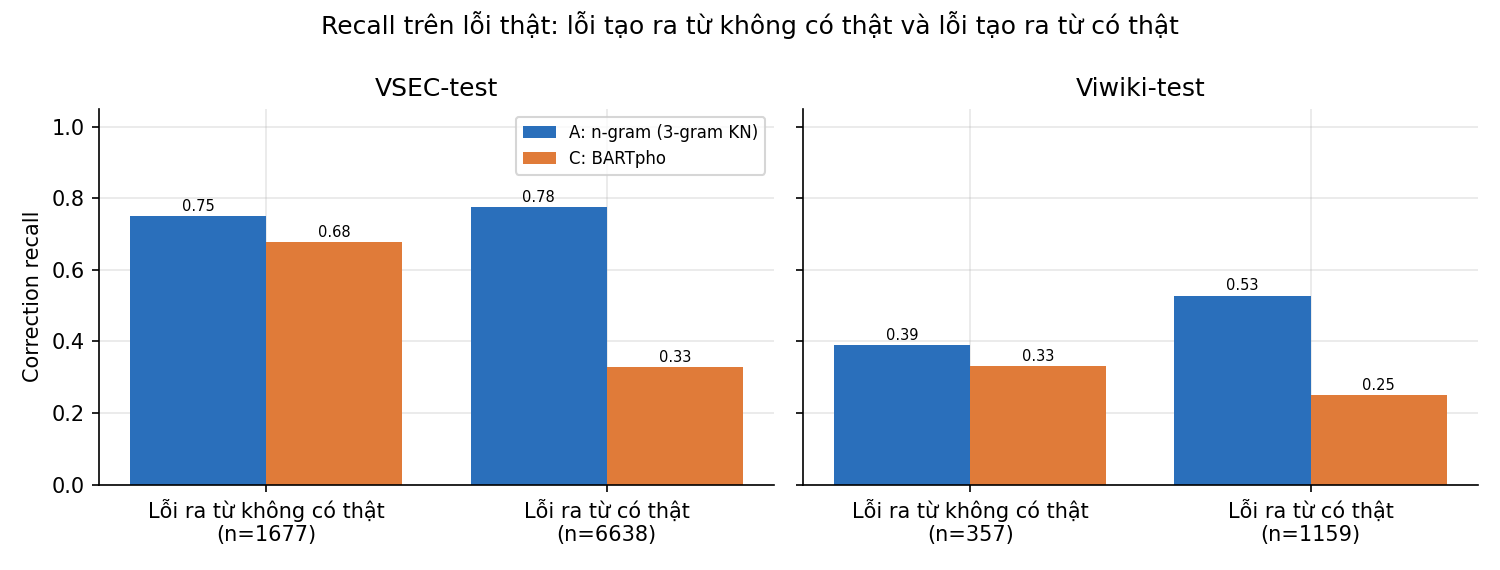 Recall trên lỗi thật: lỗi tạo ra từ không có thật và lỗi tạo ra từ có thật
VSEC-test
Correction recall
1.0
0.8
0.6
0.4
0.2
0.0
A: n-gram (3-gram KN)
C: BARTpho
0.75
0.68
0.78
0.33
Lỗi ra từ không có thật
(n=1677)
Lỗi ra từ có thật
(n=6638)
Viwiki-test
0.39
0.33
0.53
0.25
Lỗi ra từ không có thật
(n=357)
Lỗi ra từ có thật
(n=1159)